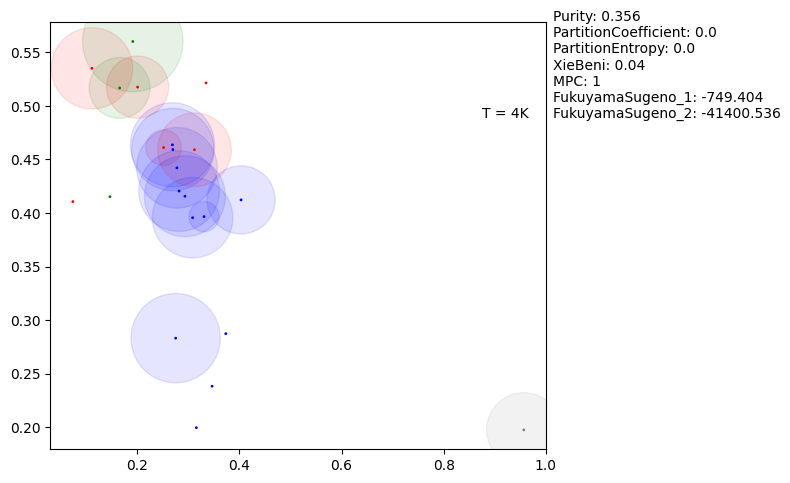 Purity: 0.356
PartitionCoefficient: 0.0
PartitionEntropy: 0.0
XieBeni: 0.04
MPC: 1
FukuyamaSugeno_1: -749.404
FukuyamaSugeno_2: -41400.536
T = 4K
0.55
0.50
0.45
0.40
0.35
0.30
0.25
0.20
0.2 0.4 0.6 0.8 1.0